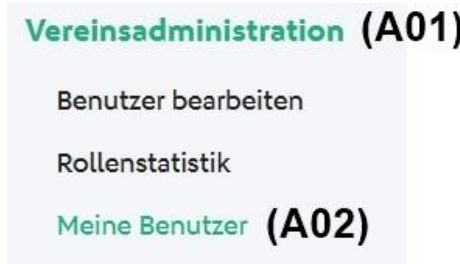 Vereinsadministration (A01)
Benutzer bearbeiten
Rollenstatistik
Meine Benutzer (A02)